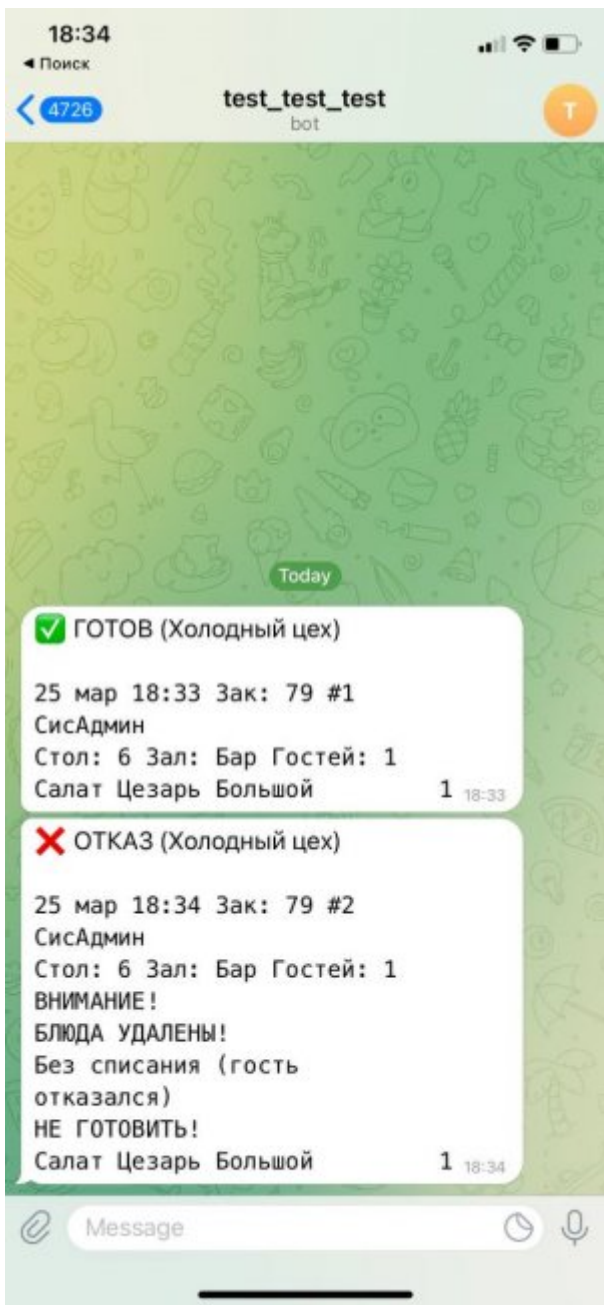 18:34
◀ Поиск
4726
test_test_test
bot
T
Today
✅ ГОТОВ (Холодный цех)
25 мар 18:33 Зак: 79 #1
СисАдмин
Стол: 6 Зал: Бар Гостей: 1
Салат Цезарь Большой 1 18:33
❌ ОТКАЗ (Холодный цех)
25 мар 18:34 Зак: 79 #2
СисАдмин
Стол: 6 Зал: Бар Гостей: 1
ВНИМАНИЕ!
БЛЮДА УДАЛЕНЫ!
Без списания (гость
отказался)
НЕ ГОТОВИТЬ!
Салат Цезарь Большой 1 18:34
Message